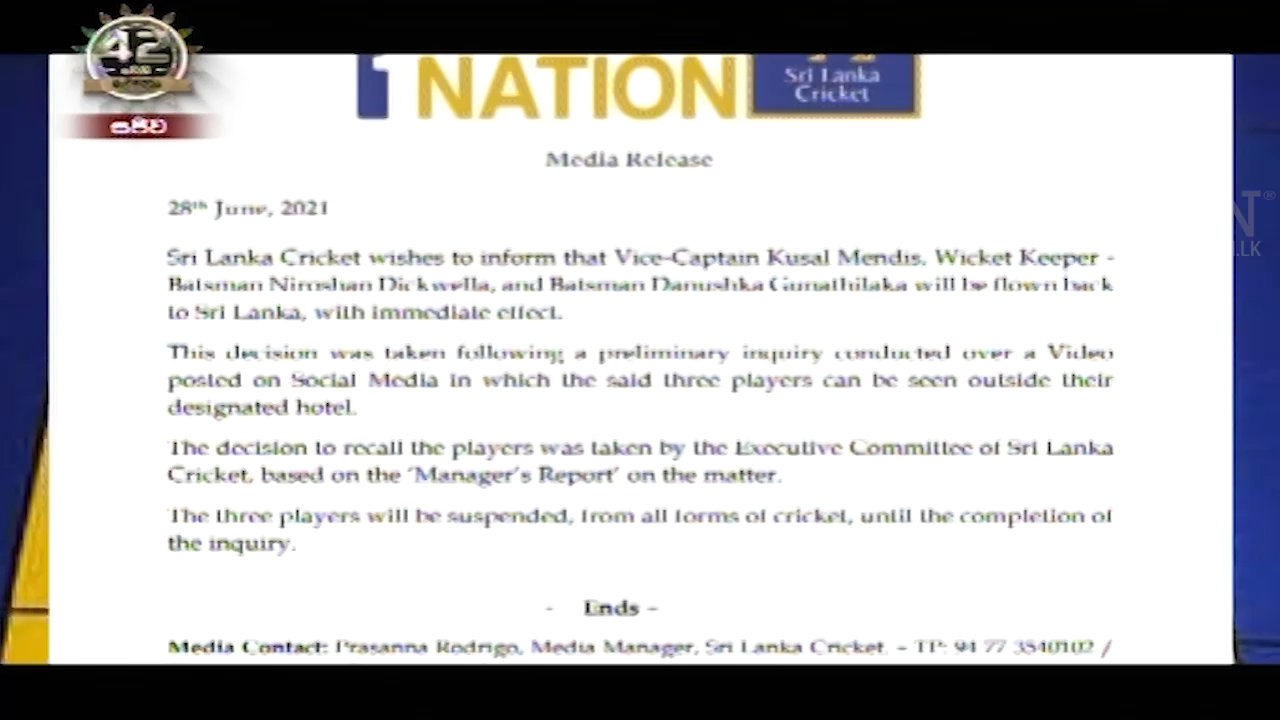 42
සජීව
1 NATION
Sri Lanka
Cricket
Media Release
28th June, 2021
Sri Lanka Cricket wishes to inform that Vice-Captain Kusal Mendis, Wicket Keeper -
Batsman Niroshan Dickwella, and Batsman Danushka Gunathilaka will be flown back
to Sri Lanka, with immediate effect.
This decision was taken following a preliminary inquiry conducted over a Video
posted on Social Media in which the said three players can be seen outside their
designated hotel.
The decision to recall the players was taken by the Executive Committee of Sri Lanka
Cricket, based on the ‘Manager’s Report’ on the matter.
The three players will be suspended, from all forms of cricket, until the completion of
the inquiry.
- Ends -
Media Contact: Prasanna Rodrigo, Media Manager, Sri Lanka Cricket. – TP: 94 77 3540102 /
N®
.LK